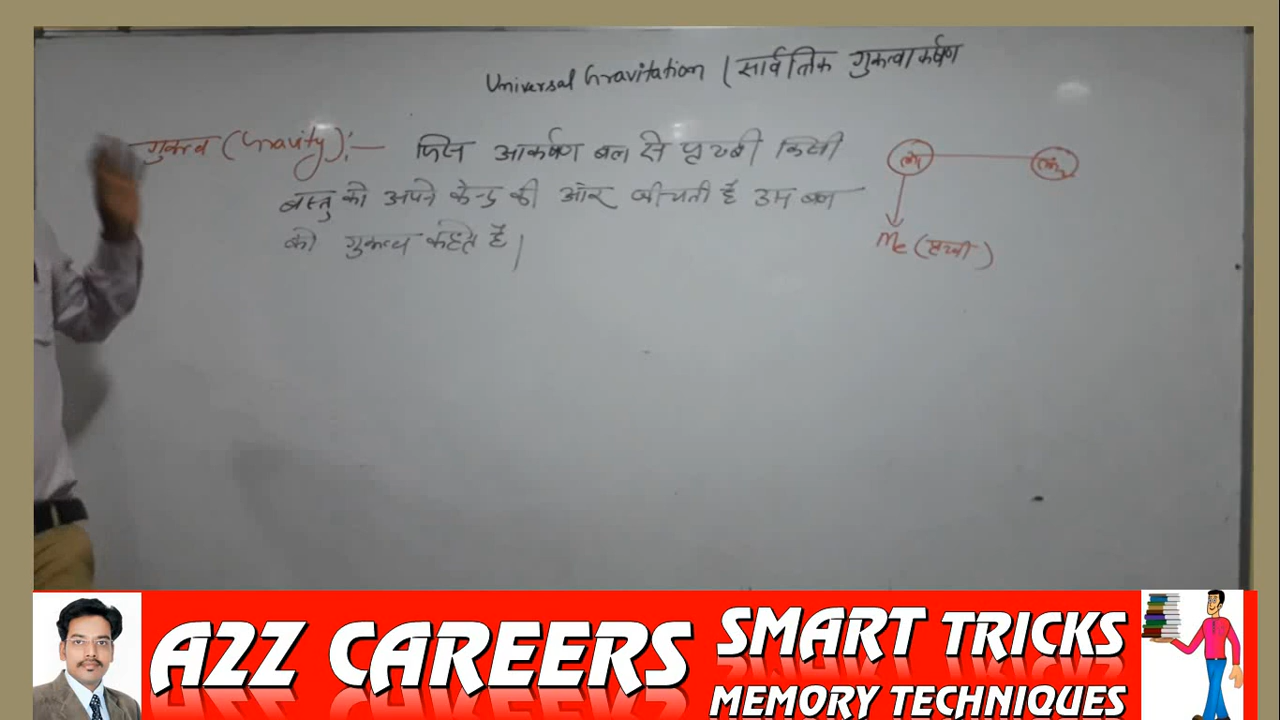 Universal Gravitation | सार्वत्रिक गुरुत्वाकर्षण
गुरुत्व (Gravity):— जिस आकर्षण बल से पृथ्वी किसी
वस्तु को अपने केन्द्र की ओर खींचती है उस बल
को गुरुत्व कहते हैं।
Me (पृथ्वी)
A2Z CAREERS
SMART TRICKS
MEMORY TECHNIQUES